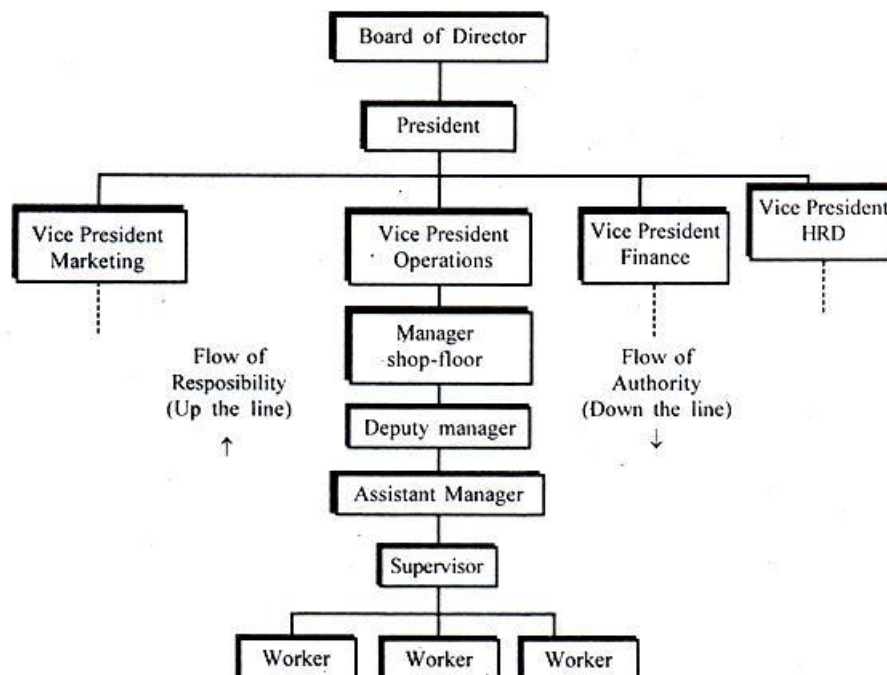 Board of Director
President
Vice President
Marketing
Vice President
Operations
Vice President
Finance
Vice President
HRD
Manager
shop-floor
Flow of
Resposibility
(Up the line)
↑
Flow of
Authority
(Down the line)
↓
Deputy manager
Assistant Manager
Supervisor
Worker
Worker
Worker